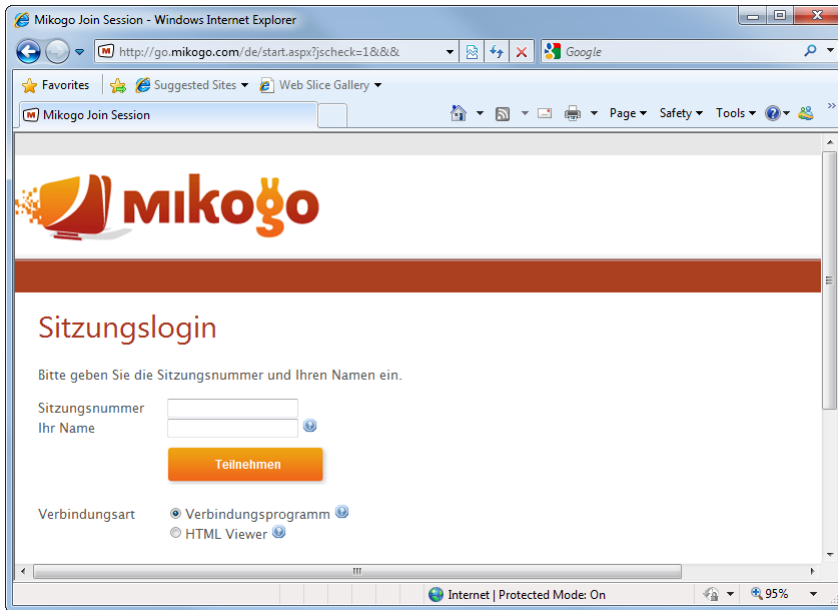 Mikogo Join Session - Windows Internet Explorer
http://go.mikogo.com/de/start.aspx?jscheck=1&&&
Google
Favorites
Suggested Sites
Web Slice Gallery
Mikogo Join Session
Page
Safety
Tools
mikogo
Sitzungslogin
Bitte geben Sie die Sitzungsnummer und Ihren Namen ein.
Sitzungsnummer
Ihr Name
Teilnehmen
Verbindungsart
Verbindungsprogramm
HTML Viewer
Internet | Protected Mode: On
95%